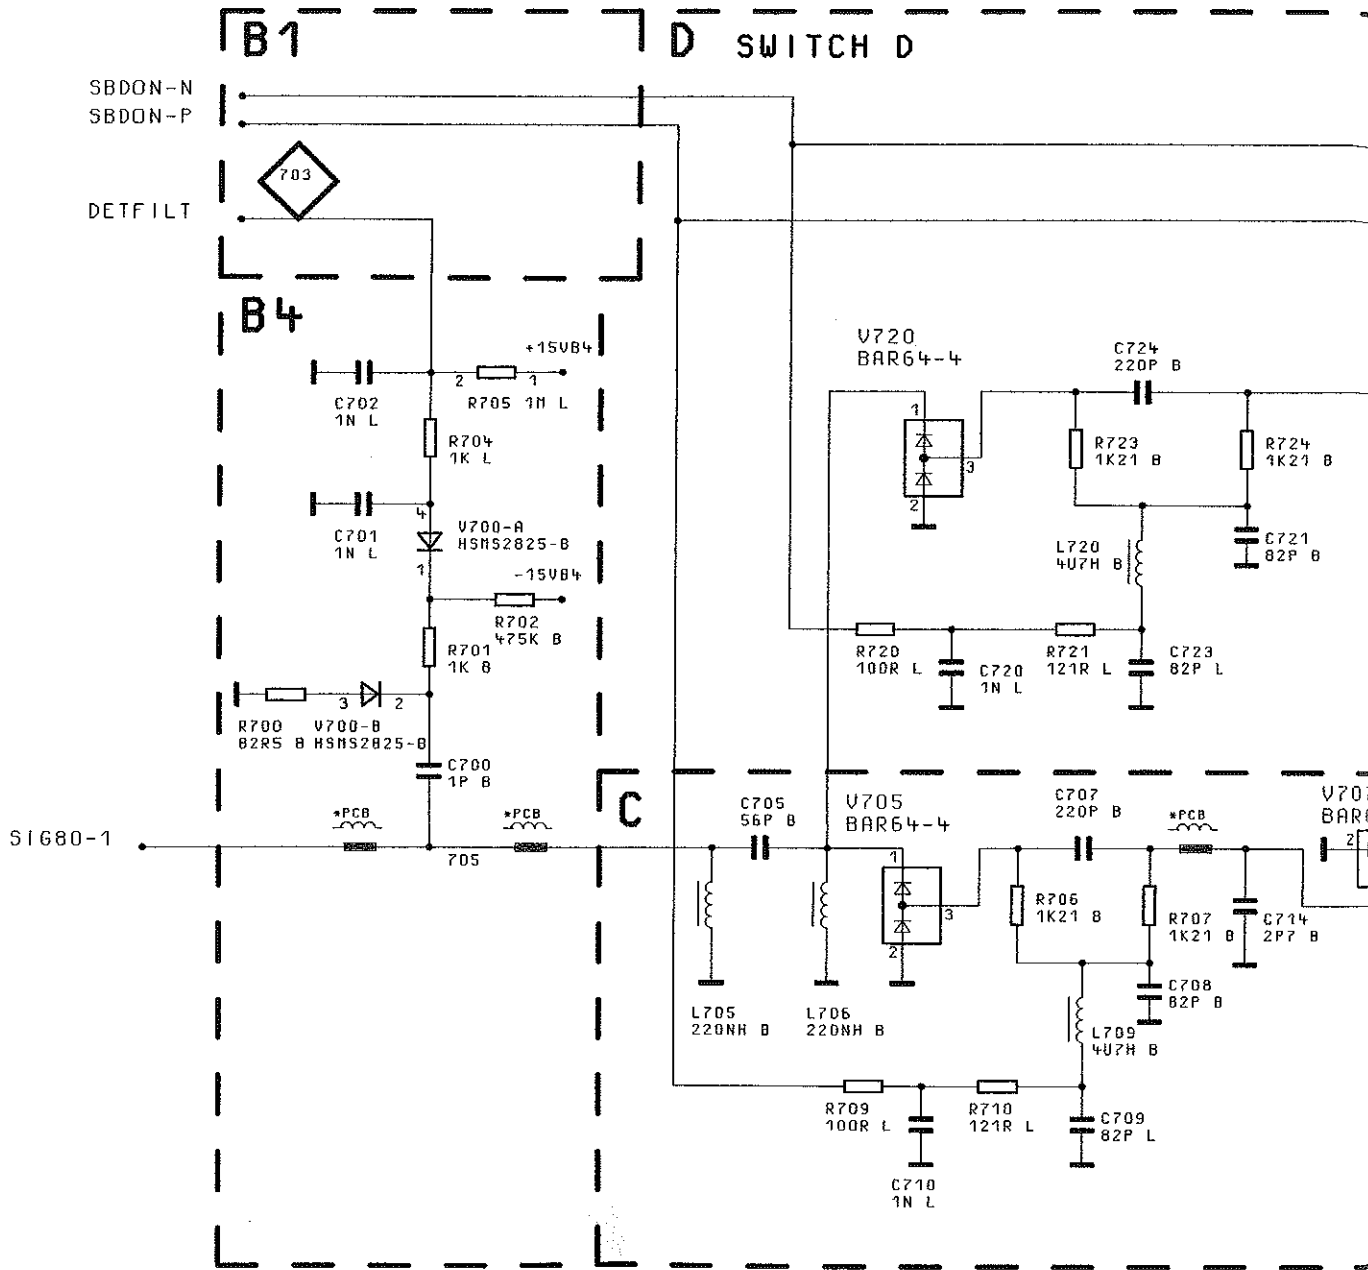 B1
D SWITCH D
SBDON-N
SBDON-P
703
DETFILT
B4
+15VB4
C702
1N L
2
1
R705 1M L
R704
1K L
C701
1N L
4
V700-A
HSMS2825-B
1
-15VB4
R702
475K B
R701
1K B
3
2
R700
82R5 B
V700-B
HSMS2825-B
C700
1P B
*PCB
*PCB
SIG80-1
705
V720
BAR64-4
1
3
2
C724
220P B
R723
1K21 B
R724
1K21 B
L720
4U7H B
C721
82P B
R720
100R L
C720
1N L
R721
121R L
C723
82P L
C
C705
56P B
V705
BAR64-4
1
3
2
C707
220P B
*PCB
2
R706
1K21 B
R707
1K21 B
C714
2P7 B
L705
220NH B
L706
220NH B
C708
82P B
L709
4U7H B
R709
100R L
R710
121R L
C709
82P L
C710
1N L